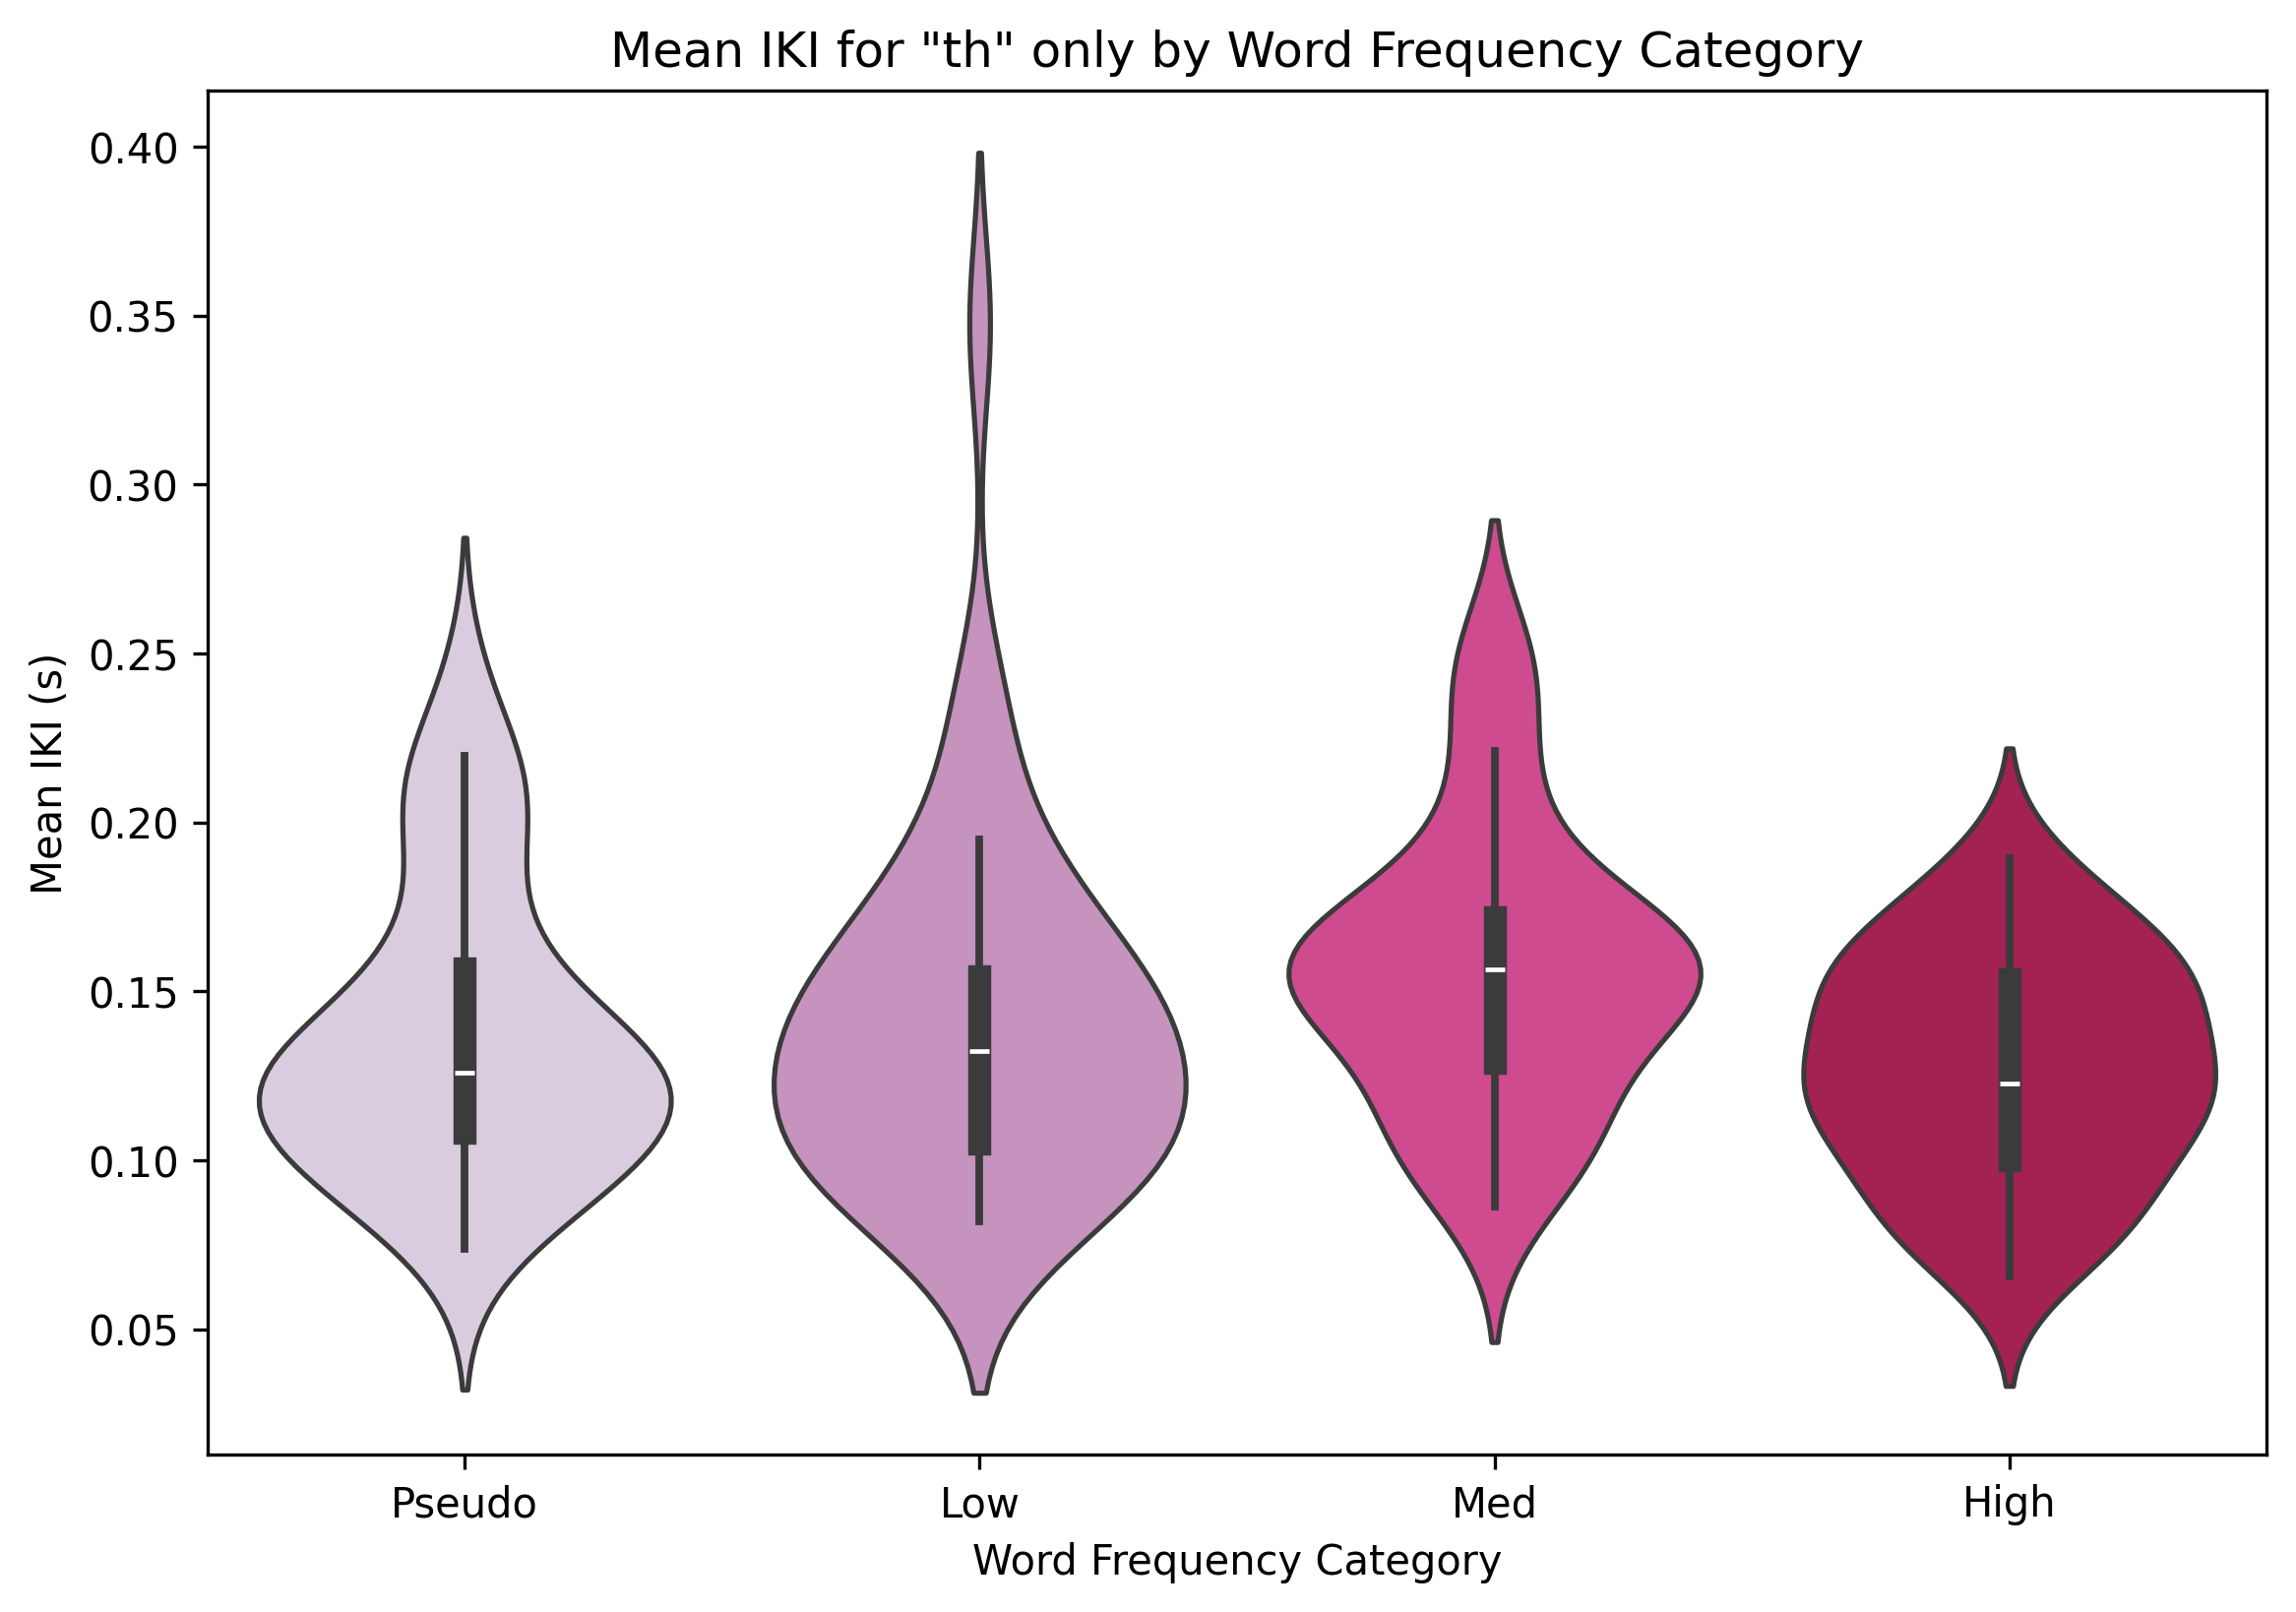 Mean IKI for "th" only by Word Frequency Category
Mean IKI (s)
0.40
0.35
0.30
0.25
0.20
0.15
0.10
0.05
Pseudo
Low
Med
High
Word Frequency Category